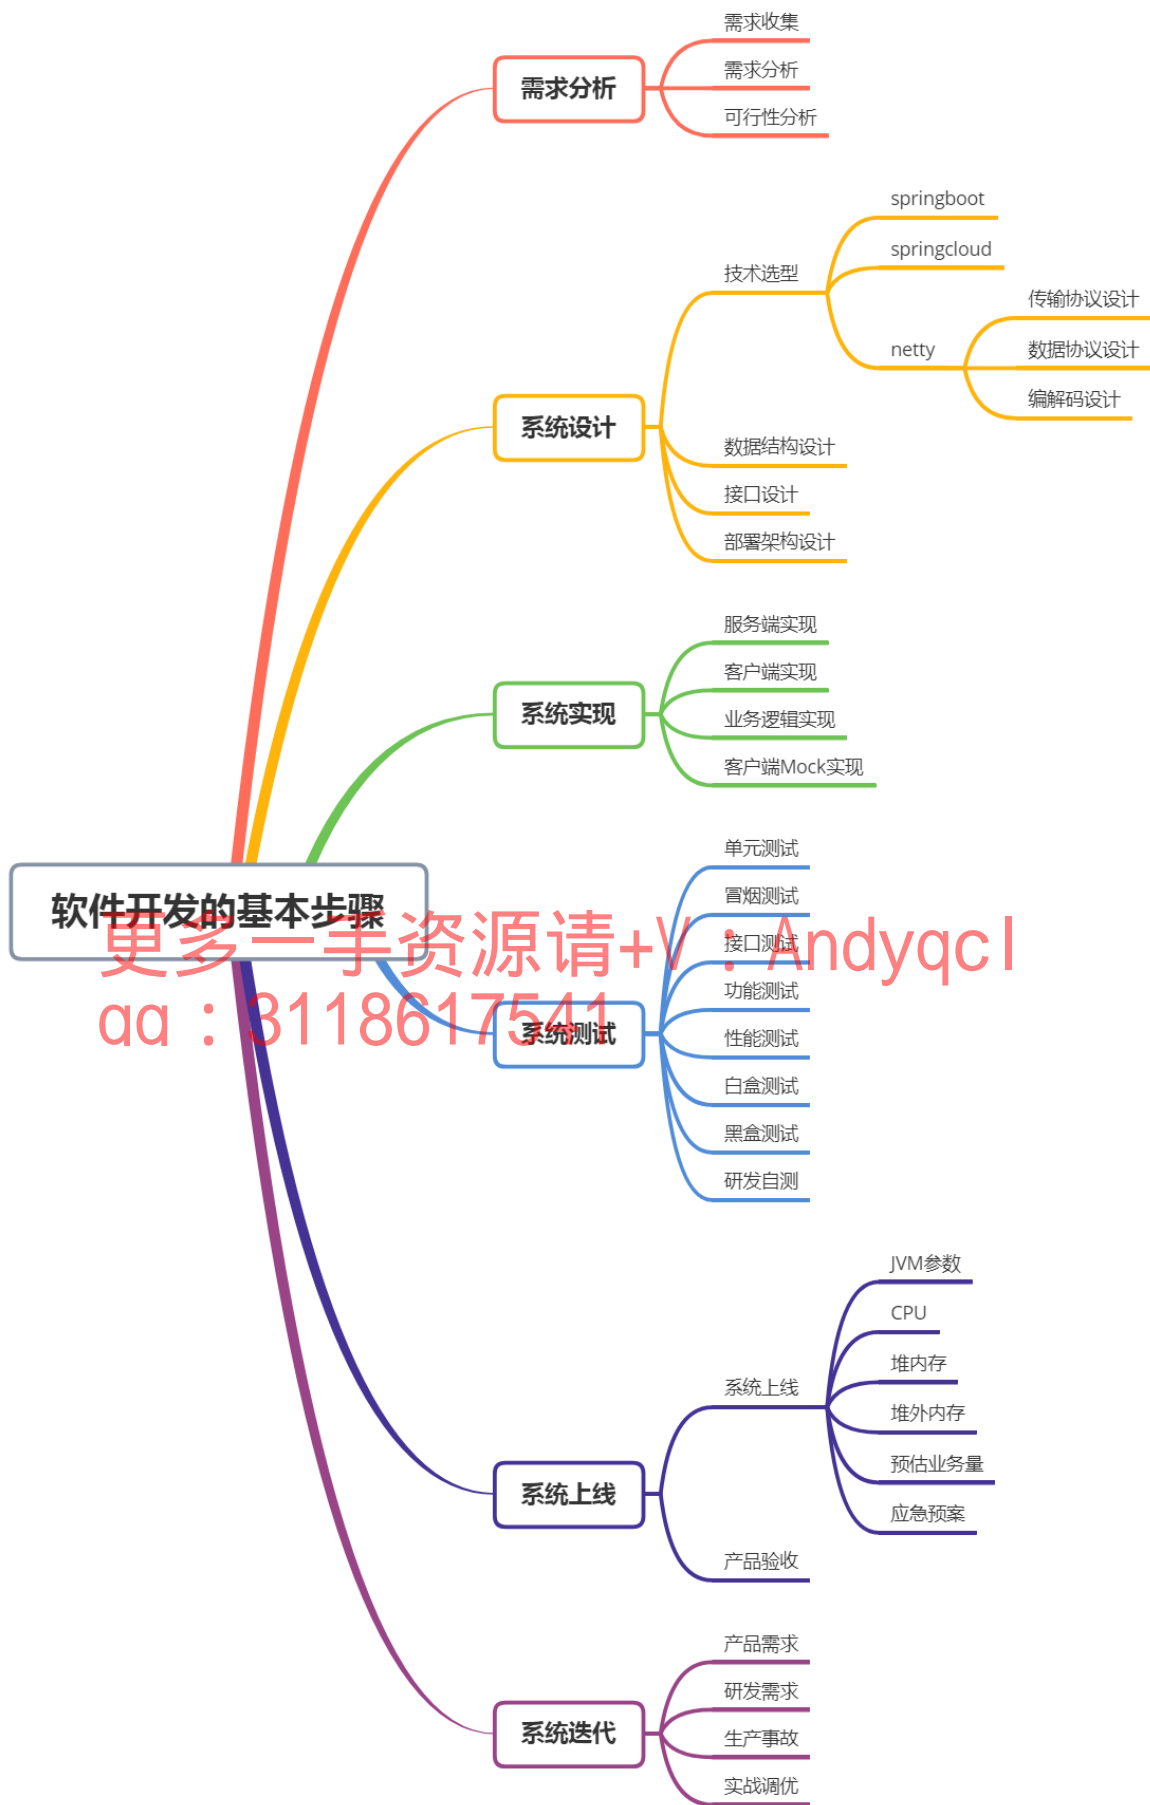 需求收集
需求分析
需求分析
可行性分析
springboot
springcloud
技术选型
传输协议设计
netty
数据协议设计
编解码设计
系统设计
数据结构设计
接口设计
部署架构设计
服务端实现
客户端实现
系统实现
业务逻辑实现
客户端Mock实现
单元测试
冒烟测试
软件开发的基本步骤
更多一手资源请+V：AndyqcI
接口测试
功能测试
qq：3118617541
系统测试
性能测试
白盒测试
黑盒测试
研发自测
JVM参数
CPU
堆内存
系统上线
堆外内存
预估业务量
系统上线
应急预案
产品验收
产品需求
研发需求
系统迭代
生产事故
实战调优